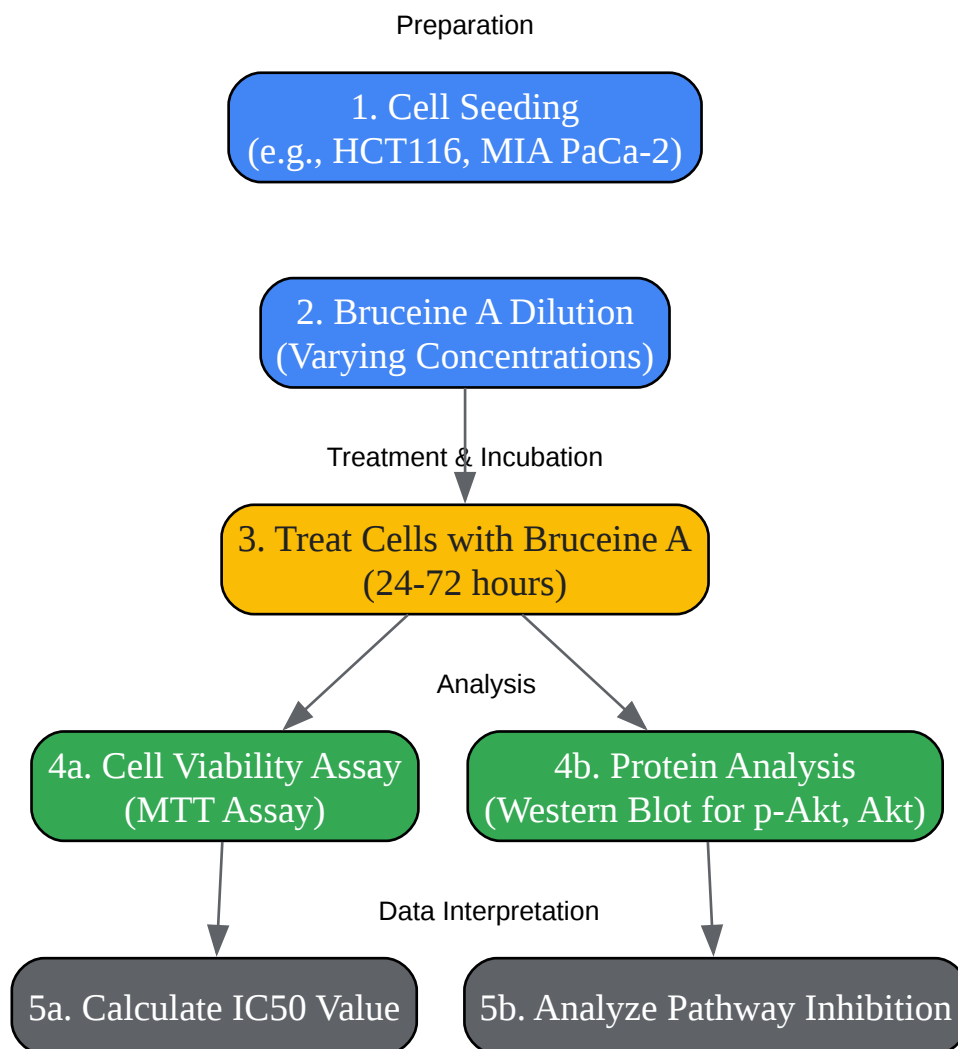 Preparation
1. Cell Seeding
(e.g., HCT116, MIA PaCa-2)
2. Bruceine A Dilution
(Varying Concentrations)
Treatment & Incubation
3. Treat Cells with Bruceine A
(24-72 hours)
Analysis
4a. Cell Viability Assay
(MTT Assay)
4b. Protein Analysis
(Western Blot for p-Akt, Akt)
Data Interpretation
5a. Calculate IC50 Value
5b. Analyze Pathway Inhibition